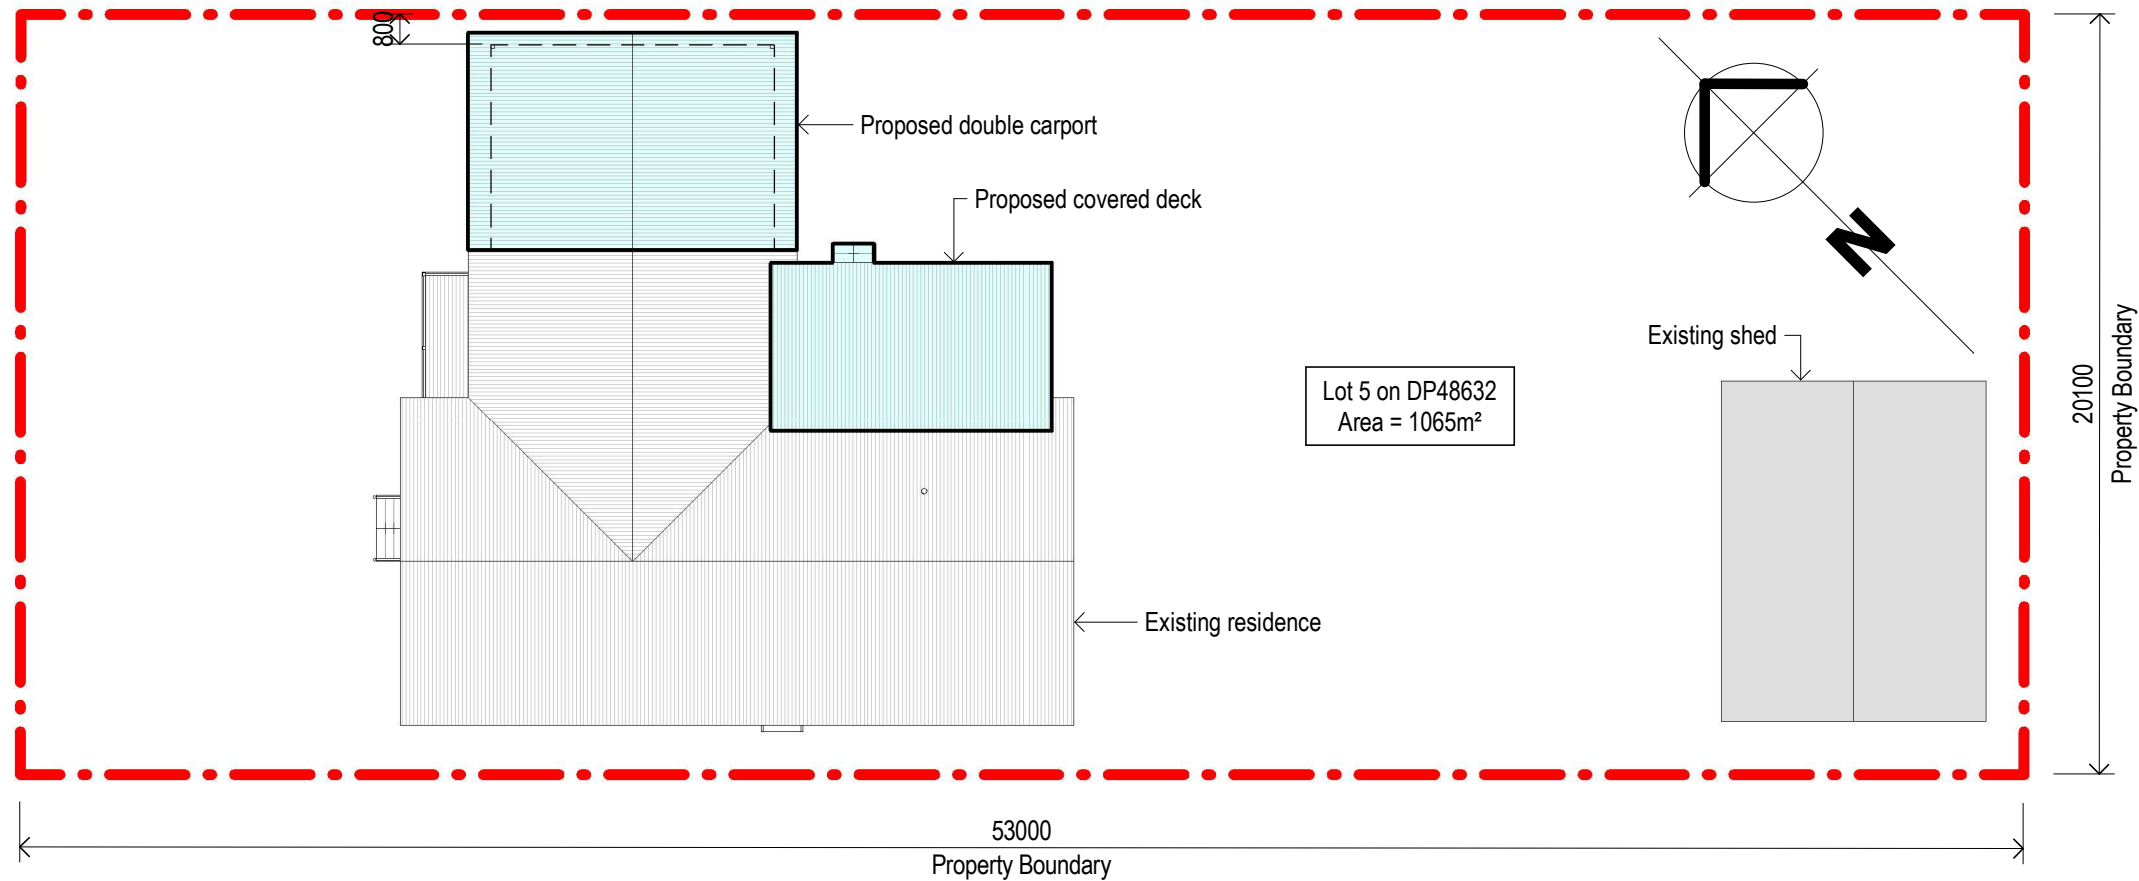 800
Proposed double carport
Proposed covered deck
N
Existing shed
Lot 5 on DP48632
Area = 1065m²
20100
Property Boundary
Existing residence
53000
Property Boundary